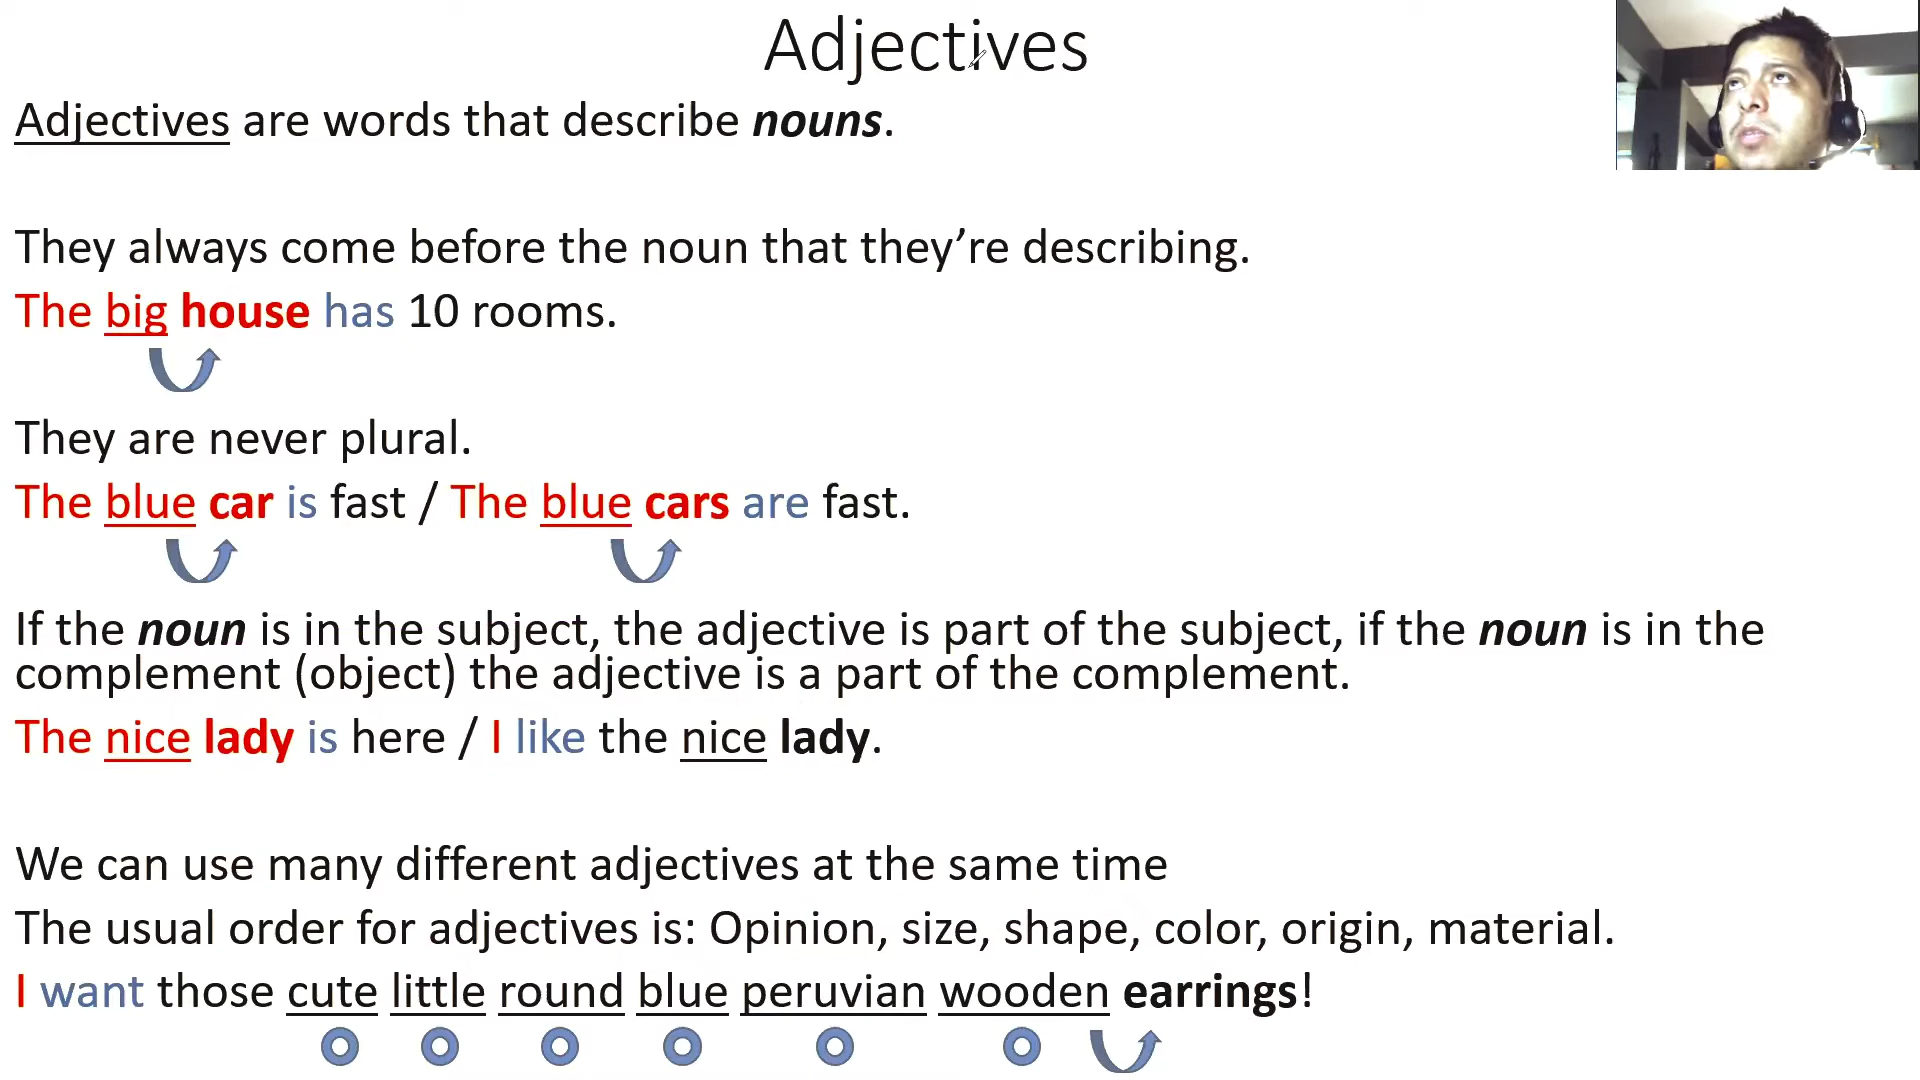 Adjectives
Adjectives are words that describe nouns.
They always come before the noun that they’re describing.
The big house has 10 rooms.
They are never plural.
The blue car is fast / The blue cars are fast.
If the noun is in the subject, the adjective is part of the subject, if the noun is in the
complement (object) the adjective is a part of the complement.
The nice lady is here / I like the nice lady.
We can use many different adjectives at the same time
The usual order for adjectives is: Opinion, size, shape, color, origin, material.
I want those cute little round blue peruvian wooden earrings!